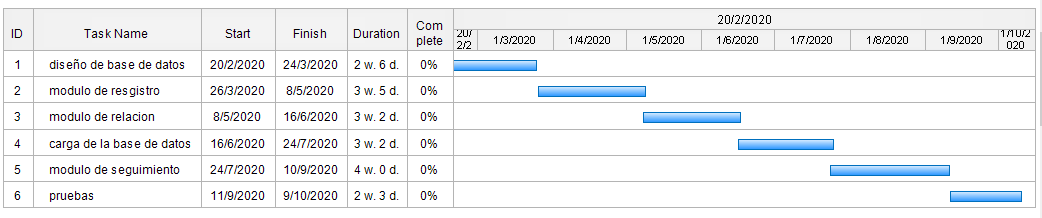 20/2/2020
ID Task Name Start Finish Duration Com
plete
20/
2/2 1/3/2020 1/4/2020 1/5/2020 1/6/2020 1/7/2020 1/8/2020 1/9/2020 1/10/2
020
1 diseño de base de datos 20/2/2020 24/3/2020 2 w. 6 d. 0%
2 modulo de resgistro 26/3/2020 8/5/2020 3 w. 5 d. 0%
3 modulo de relacion 8/5/2020 16/6/2020 3 w. 2 d. 0%
4 carga de la base de datos 16/6/2020 24/7/2020 3 w. 2 d. 0%
5 modulo de seguimiento 24/7/2020 10/9/2020 4 w. 0 d. 0%
6 pruebas 11/9/2020 9/10/2020 2 w. 3 d. 0%